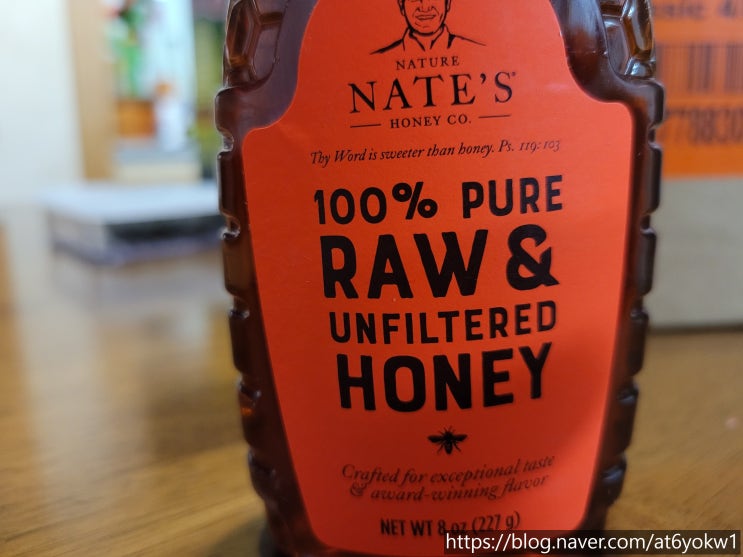 NATURE
NATE'S
HONEY CO.
Thy Word is sweeter than honey. Ps. 119:103
100% PURE
RAW &
UNFILTERED
HONEY
Crafted for exceptional taste
& award-winning flavor
NET WT 8 oz (227 g)
https://blog.naver.com/at6yokw1